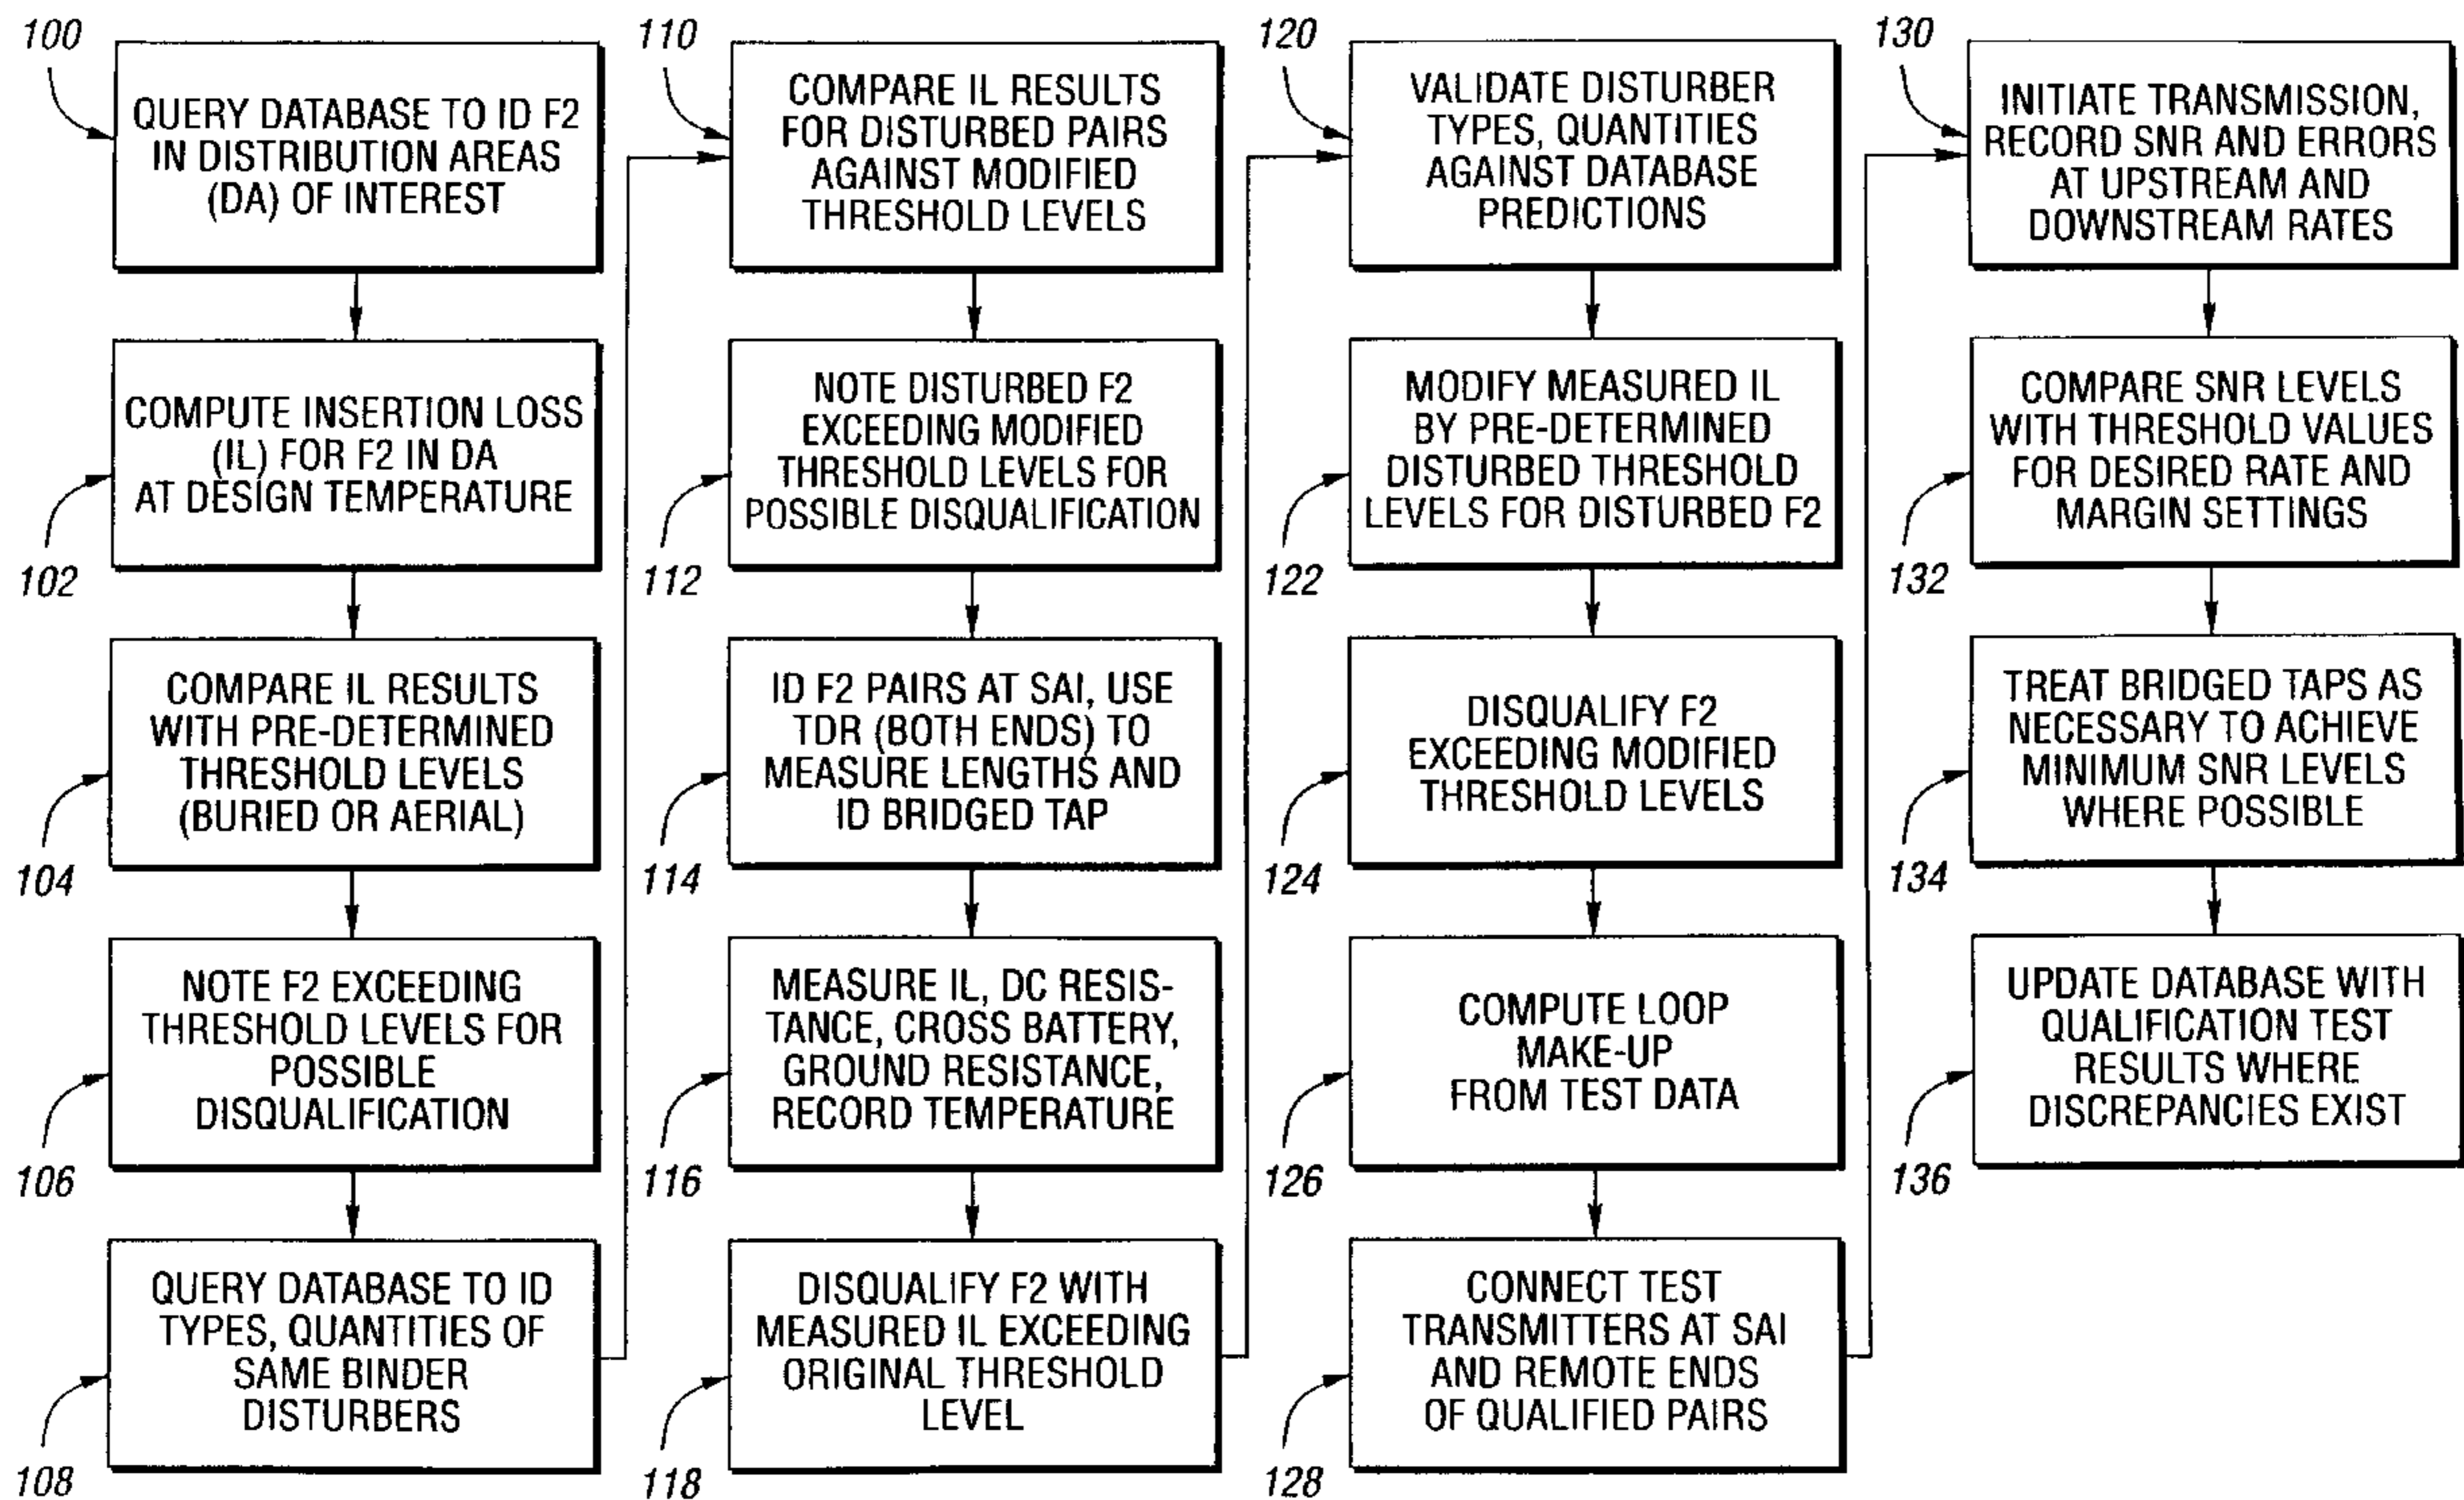 100
QUERY DATABASE TO ID F2
IN DISTRIBUTION AREAS
(DA) OF INTEREST
102
COMPUTE INSERTION LOSS
(IL) FOR F2 IN DA
AT DESIGN TEMPERATURE
104
COMPARE IL RESULTS
WITH PRE-DETERMINED
THRESHOLD LEVELS
(BURIED OR AERIAL)
106
NOTE F2 EXCEEDING
THRESHOLD LEVELS FOR
POSSIBLE
DISQUALIFICATION
108
QUERY DATABASE TO ID
TYPES, QUANTITIES OF
SAME BINDER
DISTURBERS
110
COMPARE IL RESULTS
FOR DISTURBED PAIRS
AGAINST MODIFIED
THRESHOLD LEVELS
112
NOTE DISTURBED F2
EXCEEDING MODIFIED
THRESHOLD LEVELS FOR
POSSIBLE DISQUALIFICATION
114
ID F2 PAIRS AT SAI, USE
TDR (BOTH ENDS) TO
MEASURE LENGTHS AND
ID BRIDGED TAP
116
MEASURE IL, DC RESIS-
TANCE, CROSS BATTERY,
GROUND RESISTANCE,
RECORD TEMPERATURE
118
DISQUALIFY F2 WITH
MEASURED IL EXCEEDING
ORIGINAL THRESHOLD
LEVEL
120
VALIDATE DISTURBER
TYPES, QUANTITIES
AGAINST DATABASE
PREDICTIONS
122
MODIFY MEASURED IL
BY PRE-DETERMINED
DISTURBED THRESHOLD
LEVELS FOR DISTURBED F2
124
DISQUALIFY F2
EXCEEDING MODIFIED
THRESHOLD LEVELS
126
COMPUTE LOOP
MAKE-UP
FROM TEST DATA
128
CONNECT TEST
TRANSMITTERS AT SAI
AND REMOTE ENDS
OF QUALIFIED PAIRS
130
INITIATE TRANSMISSION,
RECORD SNR AND ERRORS
AT UPSTREAM AND
DOWNSTREAM RATES
132
COMPARE SNR LEVELS
WITH THRESHOLD VALUES
FOR DESIRED RATE AND
MARGIN SETTINGS
134
TREAT BRIDGED TAPS AS
NECESSARY TO ACHIEVE
MINIMUM SNR LEVELS
WHERE POSSIBLE
136
UPDATE DATABASE WITH
QUALIFICATION TEST
RESULTS WHERE
DISCREPANCIES EXIST